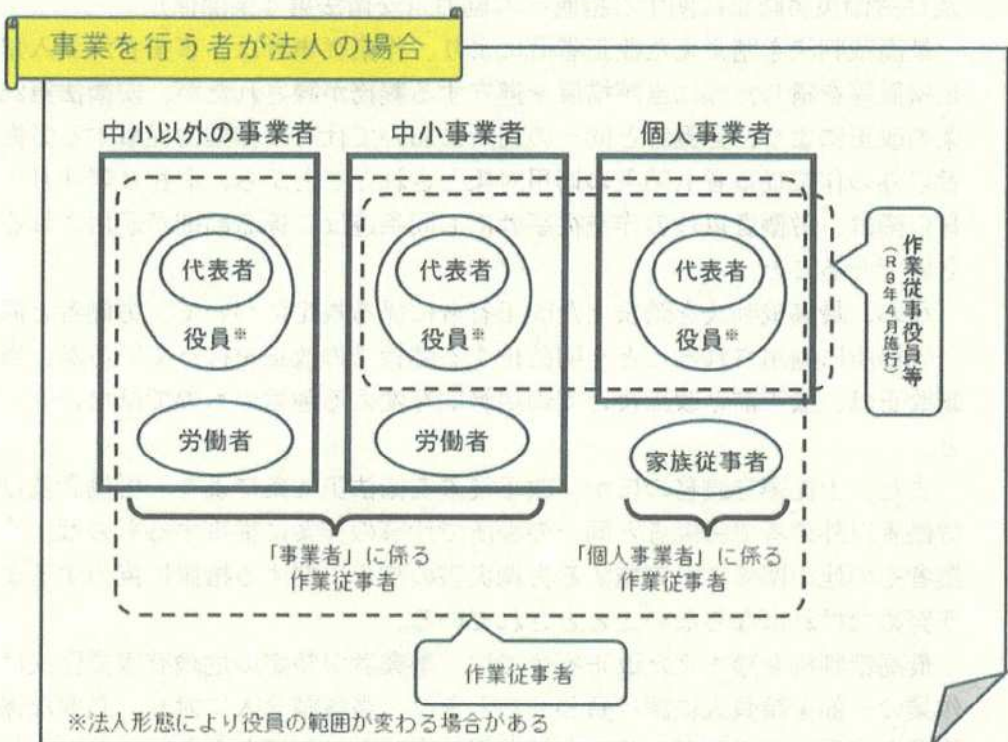 事業を行う者が法人の場合
中小以外の事業者
中小事業者
個人事業者
代表者
役員※
労働者
代表者
役員※
労働者
代表者
役員※
家族従事者
作業従事役員等
(R9年4月施行)
「事業者」に係る
作業従事者
「個人事業者」に係る
作業従事者
作業従事者
※法人形態により役員の範囲が変わる場合がある